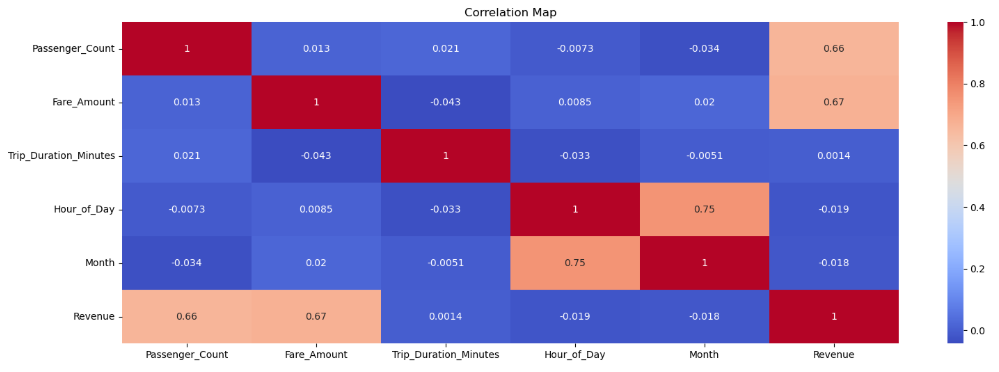 Correlation Map
Passenger_Count 1 0.013 0.021 -0.0073 -0.034 0.66
Fare_Amount 0.013 1 -0.043 0.0085 0.02 0.67
Trip_Duration_Minutes 0.021 -0.043 1 -0.033 -0.0051 0.0014
Hour_of_Day -0.0073 0.0085 -0.033 1 0.75 -0.019
Month -0.034 0.02 -0.0051 0.75 1 -0.018
Revenue 0.66 0.67 0.0014 -0.019 -0.018 1
Passenger_Count Fare_Amount Trip_Duration_Minutes Hour_of_Day Month Revenue
1.0
0.8
0.6
0.4
0.2
0.0